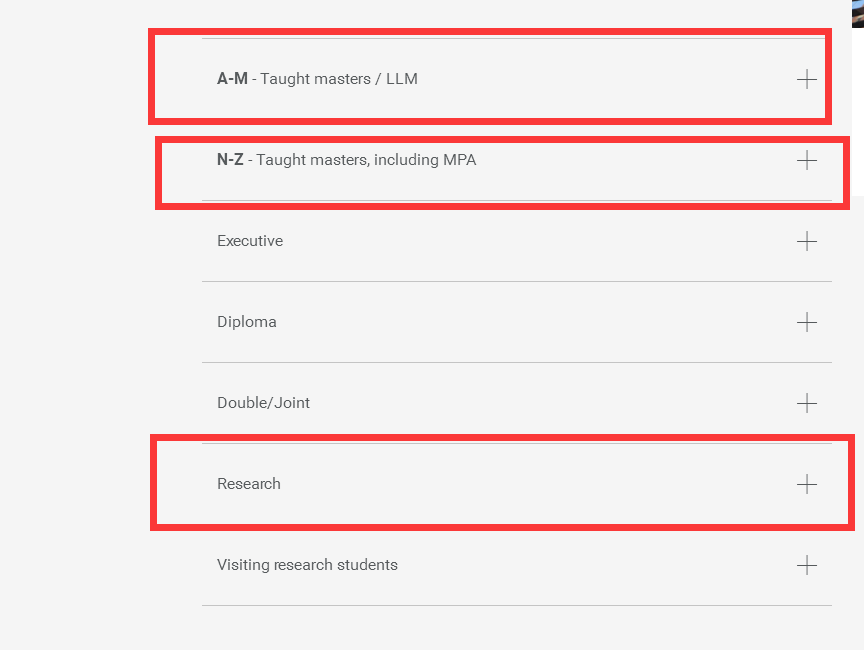 A-M - Taught masters / LLM
N-Z - Taught masters, including MPA
Executive
Diploma
Double/Joint
Research
Visiting research students